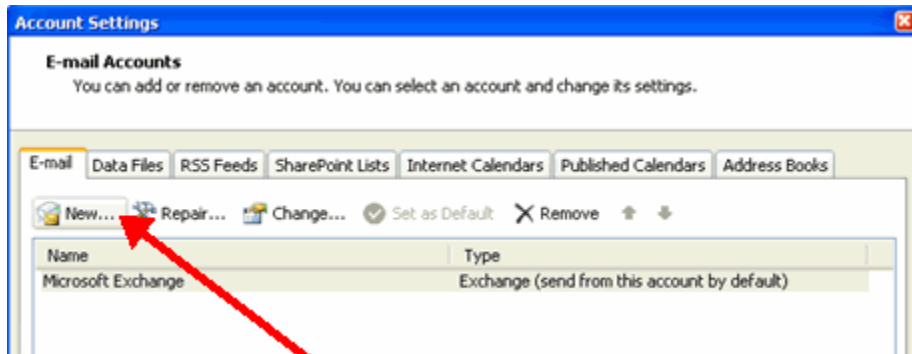 Account Settings
E-mail Accounts
You can add or remove an account. You can select an account and change its settings.
E-mail Data Files RSS Feeds SharePoint Lists Internet Calendars Published Calendars Address Books
New... Repair... Change... Set as Default Remove
Name Type
Microsoft Exchange Exchange (send from this account by default)